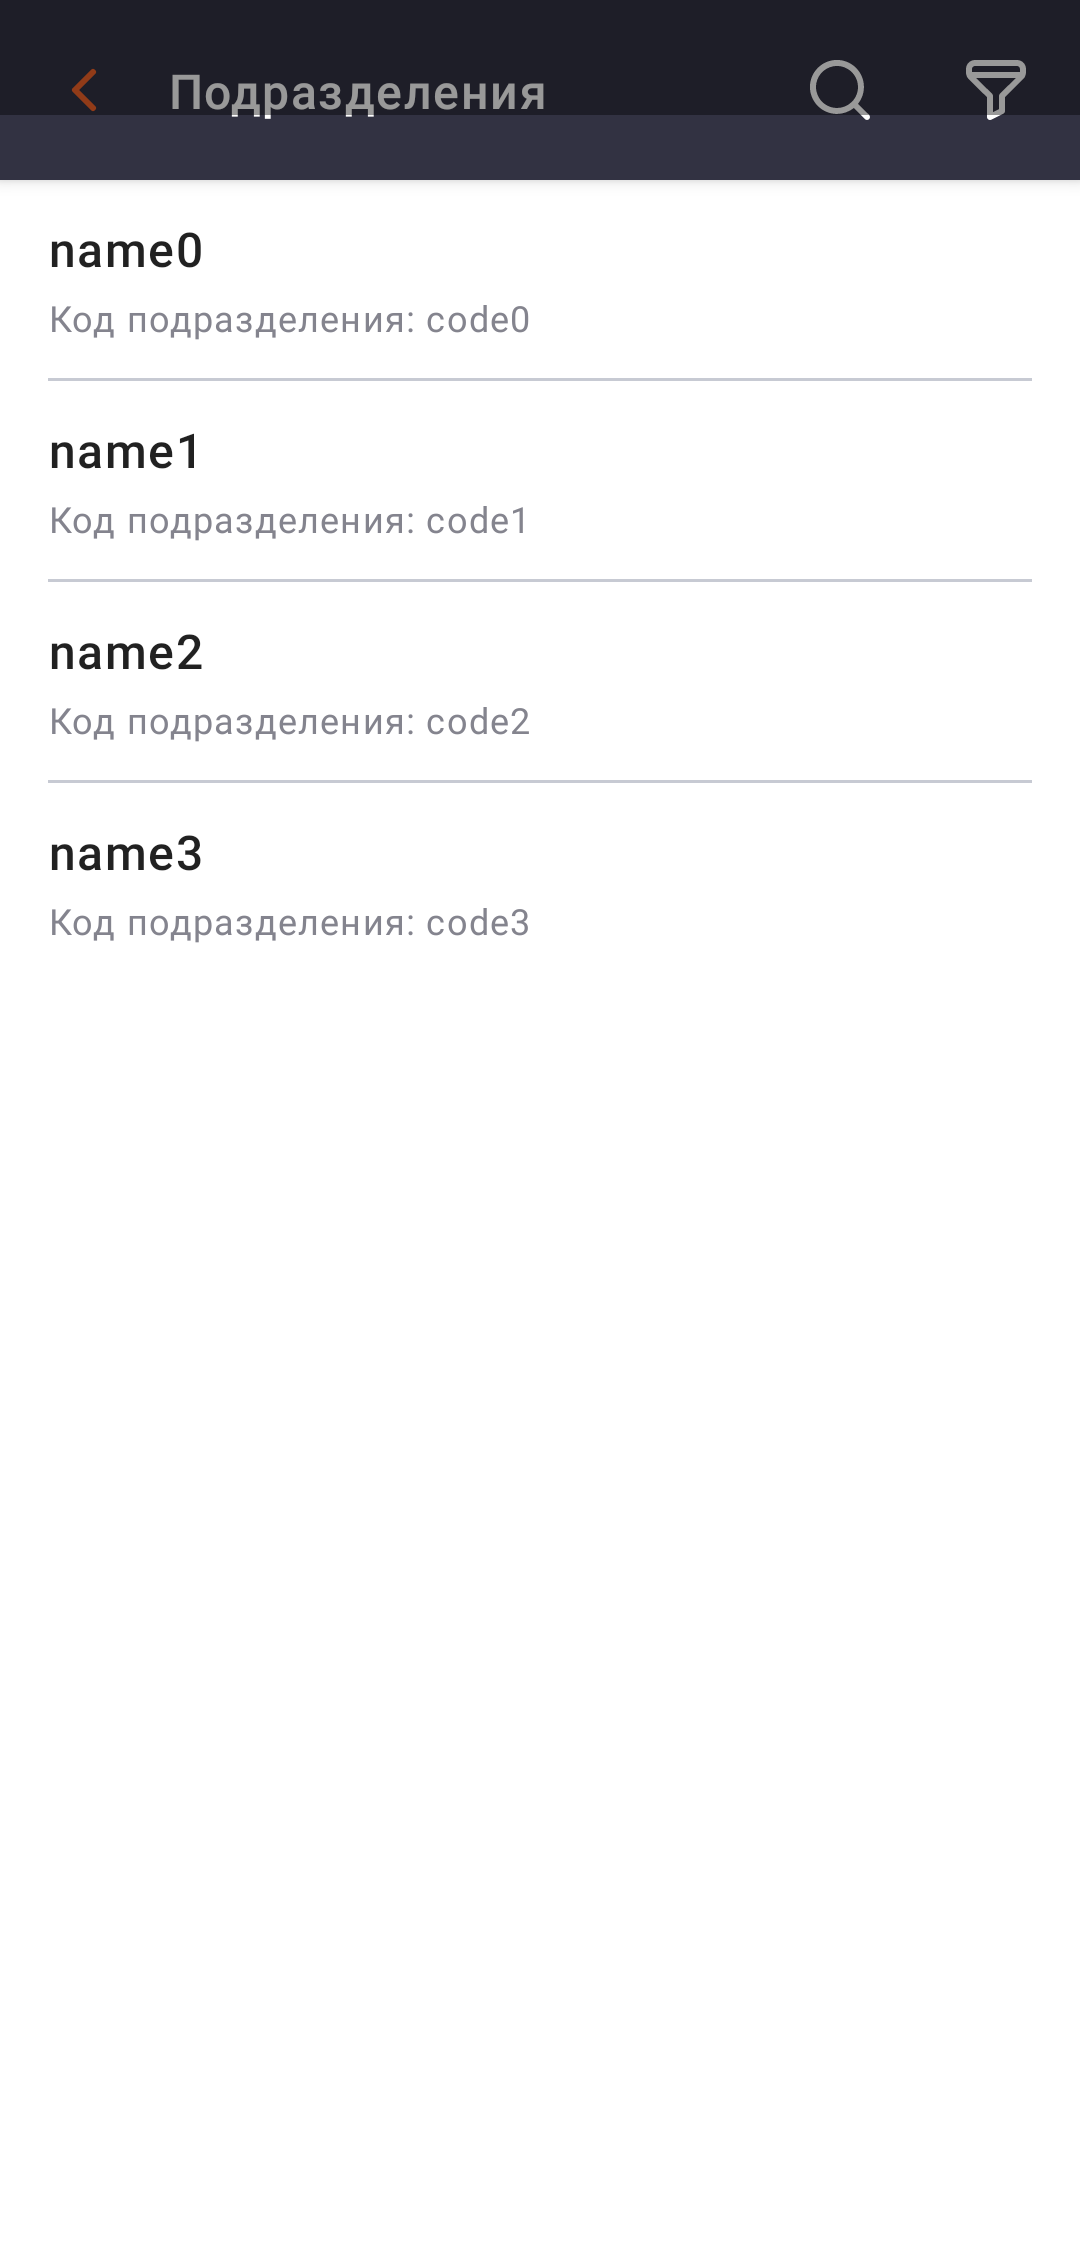 Подразделения
name0
Код подразделения: code0
name1
Код подразделения: code1
name2
Код подразделения: code2
name3
Код подразделения: code3